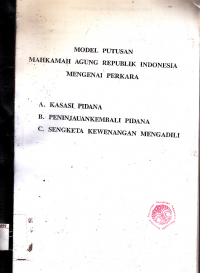 MODEL PUTUSAN
MAHKAMAH AGUNG REPUBLIK INDONESIA
MENGENAI PERKARA
A. KASASI PIDANA
B. PENINJAUANKEMBALI PIDANA
C. SENGKETA KEWENANGAN MENGADILI